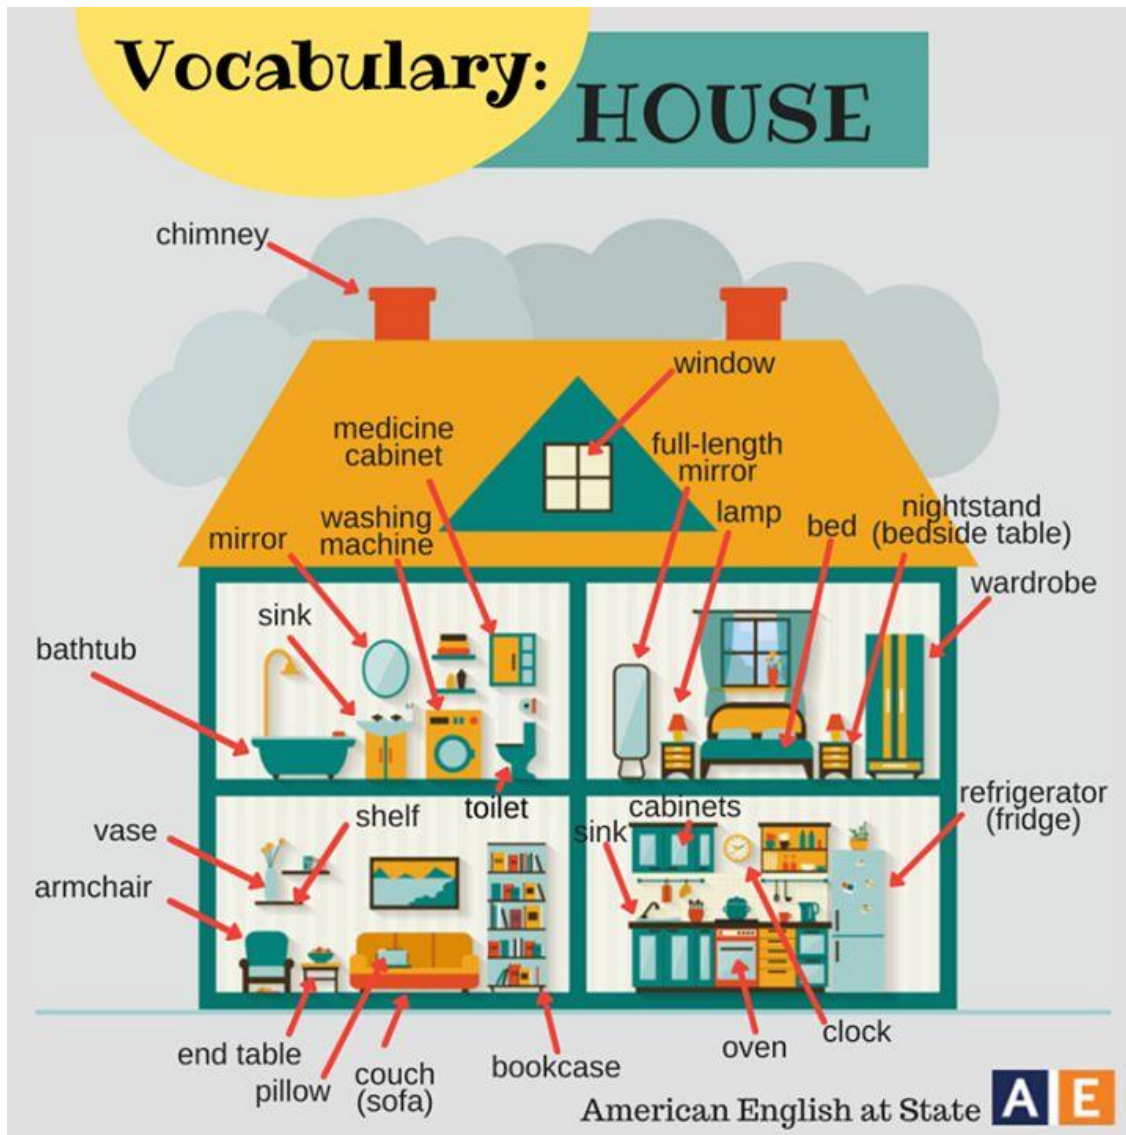 Vocabulary:
HOUSE
chimney
window
medicine
cabinet
full-length
mirror
nightstand
(bedside table)
lamp
bed
washing
machine
mirror
wardrobe
sink
bathtub
toilet
cabinets
refrigerator
(fridge)
shelf
sink
vase
armchair
clock
oven
end table
bookcase
pillow
couch
(sofa)
American English at State
A E